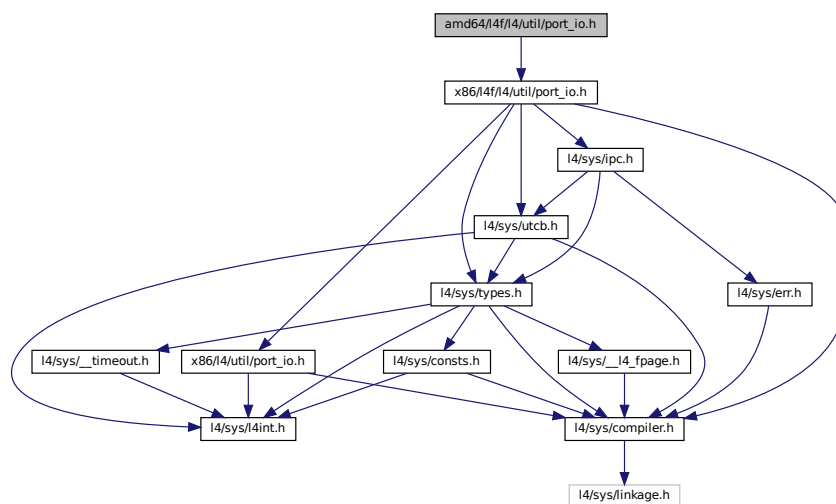 amd64/l4f/l4/util/port_io.h
x86/l4f/l4/util/port_io.h
l4/sys/ipc.h
l4/sys/utcb.h
l4/sys/types.h
l4/sys/err.h
l4/sys/__timeout.h
x86/l4/util/port_io.h
l4/sys/consts.h
l4/sys/__l4_fpage.h
l4/sys/l4int.h
l4/sys/compiler.h
l4/sys/linkage.h